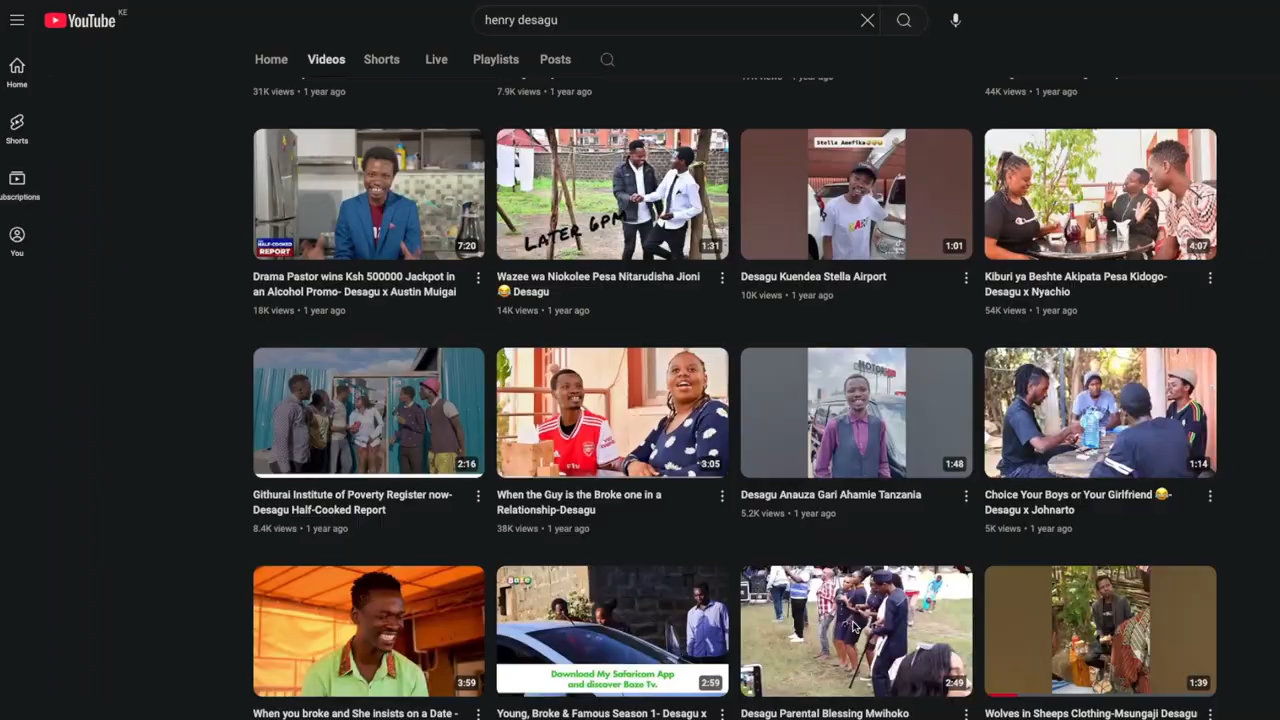 YouTube KE
henry desagu
Home Videos Shorts Live Playlists Posts
Home
Shorts
ubscriptions
You
31K views • 1 year ago
7.9K views • 1 year ago
1 year ago
44K views • 1 year ago
THE HALF-COOKED REPORT
7:20
LATER 6PM
1:31
Stella Amefika😂😂😂
1:01
4:07
Drama Pastor wins Ksh 500000 Jackpot in
an Alcohol Promo- Desagu x Austin Muigai
18K views • 1 year ago
Wazee wa Niokolee Pesa Nitarudisha Jioni
😂 Desagu
14K views • 1 year ago
Desagu Kuendea Stella Airport
10K views • 1 year ago
Kiburi ya Beshte Akipata Pesa Kidogo-
Desagu x Nyachio
54K views • 1 year ago
2:16
3:05
MOTOR
1:48
1:14
Githurai Institute of Poverty Register now-
Desagu Half-Cooked Report
8.4K views • 1 year ago
When the Guy is the Broke one in a
Relationship-Desagu
38K views • 1 year ago
Desagu Anauza Gari Ahamie Tanzania
5.2K views • 1 year ago
Choice Your Boys or Your Girlfriend 😂-
Desagu x Johnarto
5K views • 1 year ago
3:59
Baze
Download My Safaricom App
and discover Baze Tv.
2:59
2:49
1:39
When you broke and She insists on a Date -
Young, Broke & Famous Season 1- Desagu x
Desagu Parental Blessing Mwihoko
Wolves in Sheeps Clothing-Msungaji Desagu